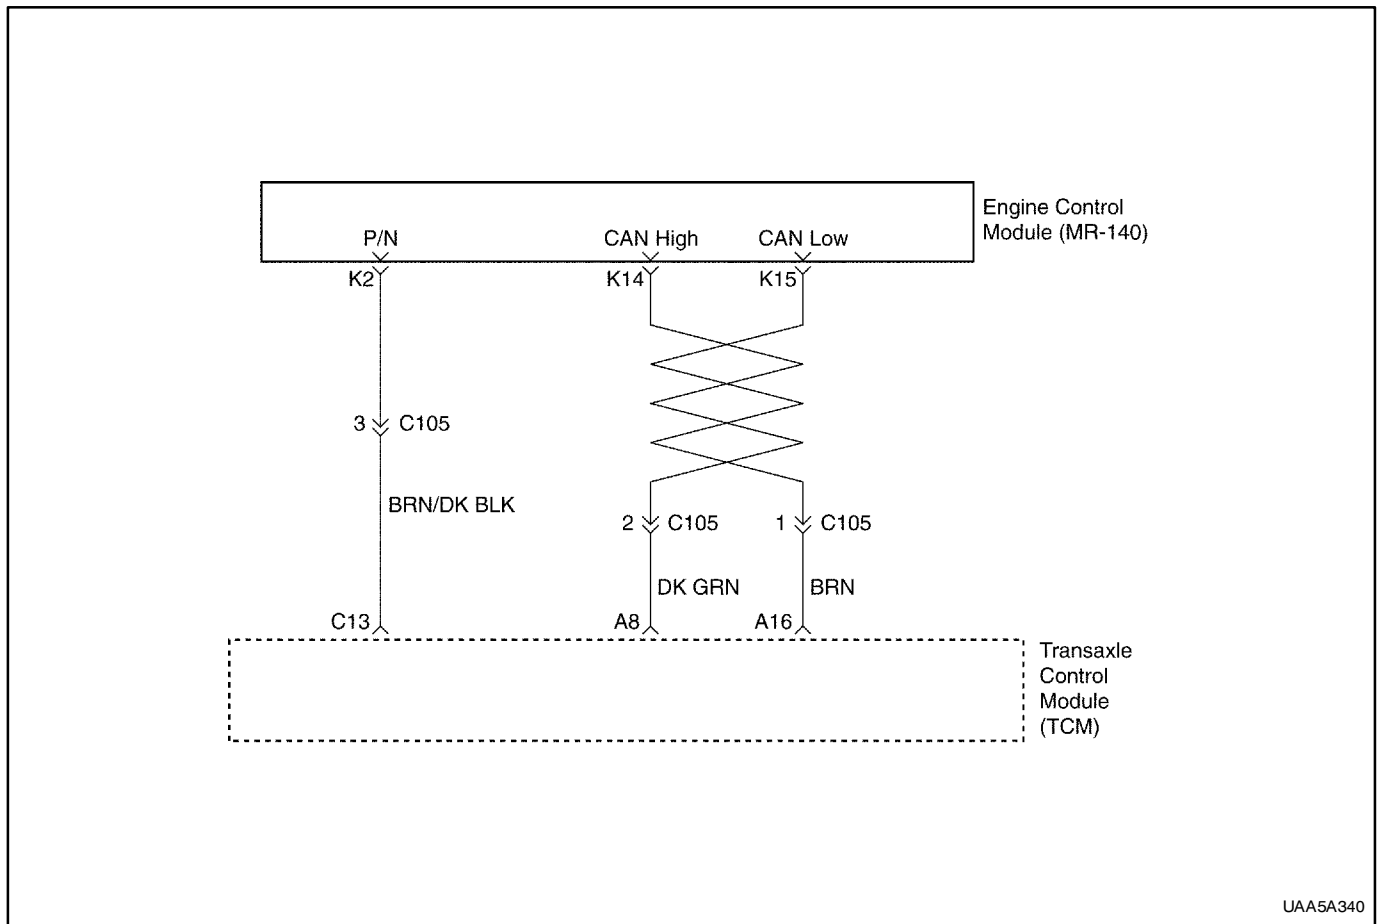 Engine Control
Module (MR-140)
P/N
CAN High
CAN Low
K2
K14
K15
3
C105
BRN/DK BLK
2
C105
1
C105
DK GRN
BRN
C13
A8
A16
Transaxle
Control
Module
(TCM)
UAA5A340